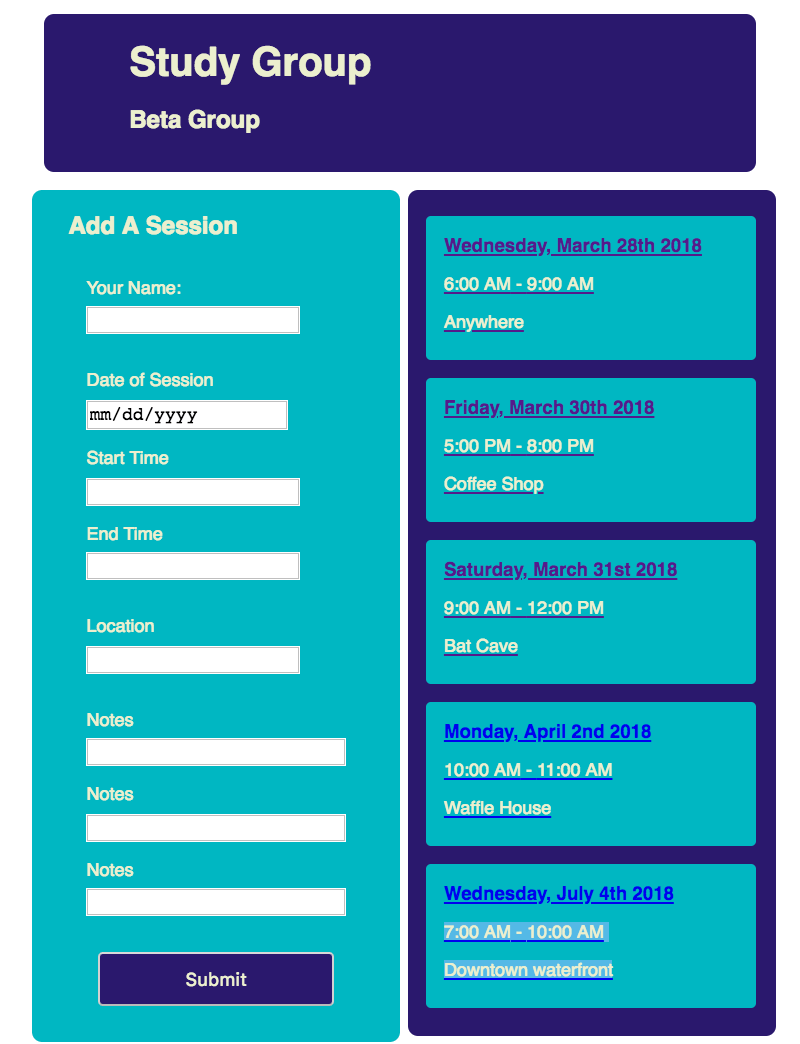 Study Group
Beta Group
Add A Session
Your Name:
Date of Session
mm/dd/yyyy
Start Time
End Time
Location
Notes
Notes
Notes
Submit
Wednesday, March 28th 2018
6:00 AM - 9:00 AM
Anywhere
Friday, March 30th 2018
5:00 PM - 8:00 PM
Coffee Shop
Saturday, March 31st 2018
9:00 AM - 12:00 PM
Bat Cave
Monday, April 2nd 2018
10:00 AM - 11:00 AM
Waffle House
Wednesday, July 4th 2018
7:00 AM - 10:00 AM
Downtown waterfront